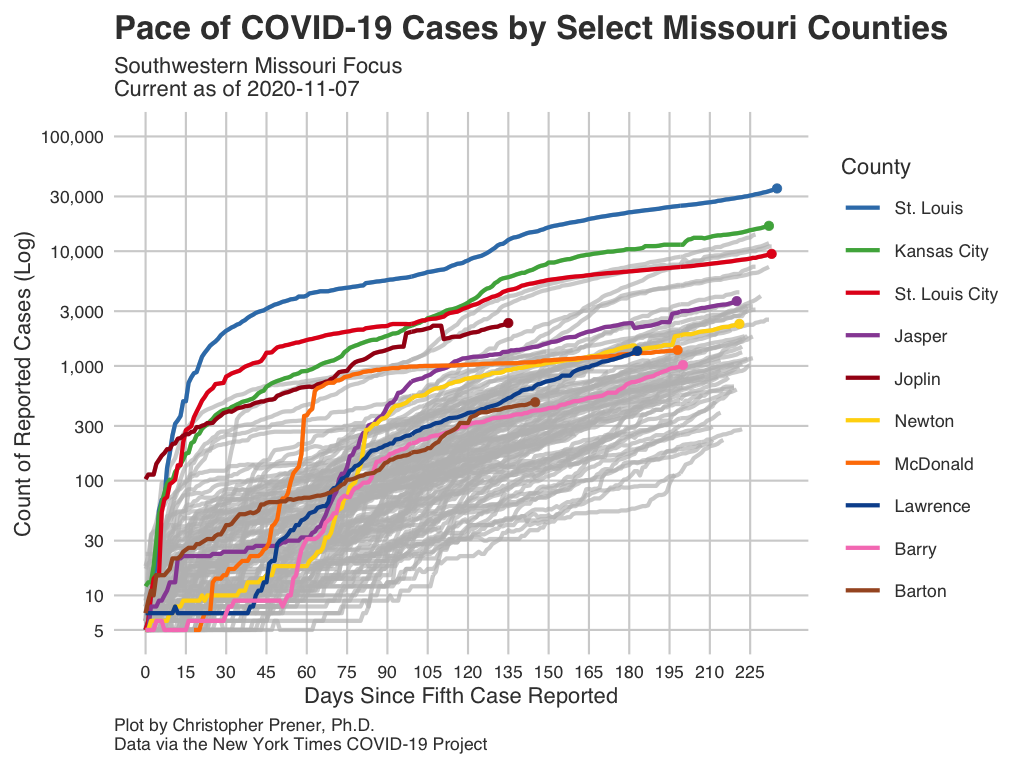 Pace of COVID-19 Cases by Select Missouri Counties
Southwestern Missouri Focus
Current as of 2020-11-07
Count of Reported Cases (Log)
100,000
30,000
10,000
3,000
1,000
300
100
30
10
5
0 15 30 45 60 75 90 105 120 135 150 165 180 195 210 225
Days Since Fifth Case Reported
County
St. Louis
Kansas City
St. Louis City
Jasper
Joplin
Newton
McDonald
Lawrence
Barry
Barton
Plot by Christopher Prener, Ph.D.
Data via the New York Times COVID-19 Project